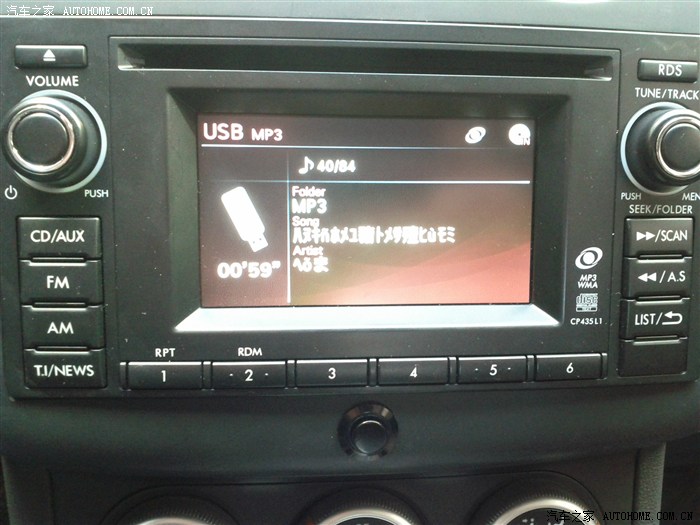 汽车之家 AUTOHOME.COM.CN
VOLUME
PUSH
CD/AUX
FM
AM
T.I/NEWS
USB MP3
IN
40/84
Folder
MP3
Song
Artist
00'59"
RPT
RDM
1
- 2 -
3
4
- 5 -
6
MP3
WMA
CP435L1
RDS
TUNE/TRACK
PUSH
MEN
SEEK/FOLDER
▶▶/SCAN
◀◀/A.S
LIST/
汽车之家 AUTOHOME.COM.CN